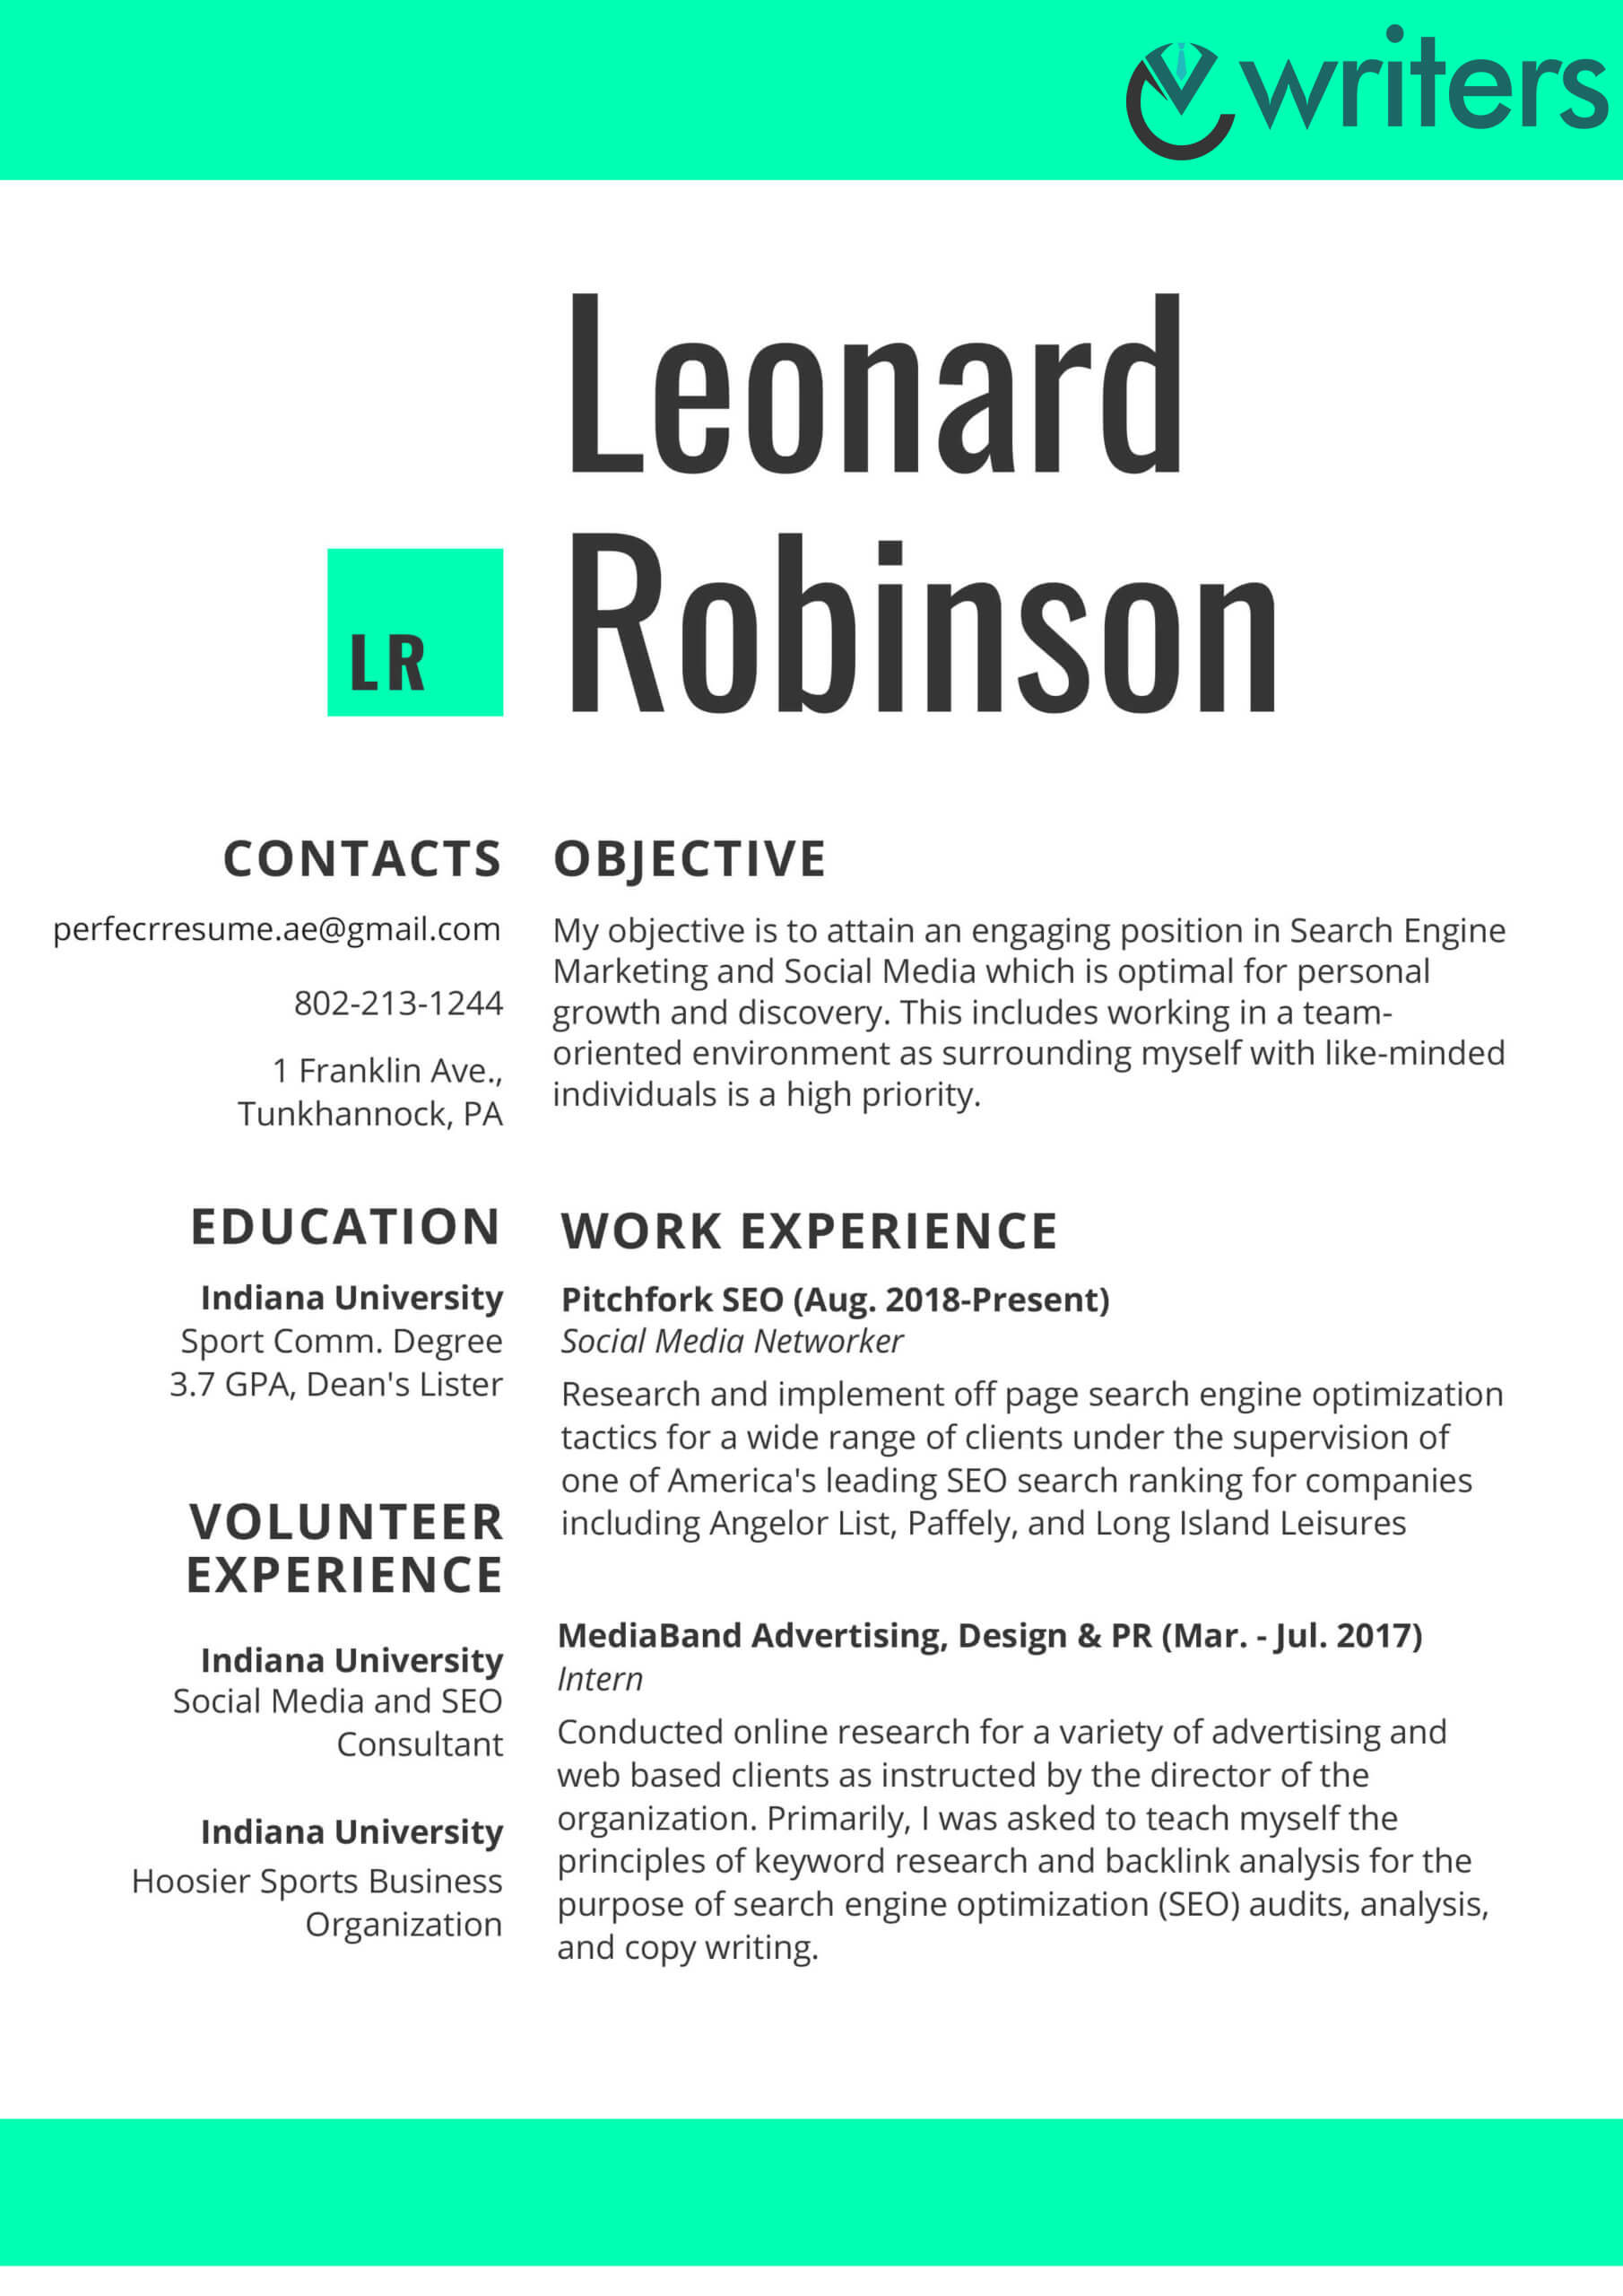 writers
Leonard
Robinson
LR
CONTACTS
perfecrresume.ae@gmail.com
802-213-1244
1 Franklin Ave.,
Tunkhannock, PA
EDUCATION
Indiana University
Sport Comm. Degree
3.7 GPA, Dean's Lister
VOLUNTEER
EXPERIENCE
Indiana University
Social Media and SEO
Consultant
Indiana University
Hoosier Sports Business
Organization
OBJECTIVE
My objective is to attain an engaging position in Search Engine
Marketing and Social Media which is optimal for personal
growth and discovery. This includes working in a team-
oriented environment as surrounding myself with like-minded
individuals is a high priority.
WORK EXPERIENCE
Pitchfork SEO (Aug. 2018-Present)
Social Media Networker
Research and implement off page search engine optimization
tactics for a wide range of clients under the supervision of
one of America's leading SEO search ranking for companies
including Angelor List, Paffely, and Long Island Leisures
MediaBand Advertising, Design & PR (Mar. - Jul. 2017)
Intern
Conducted online research for a variety of advertising and
web based clients as instructed by the director of the
organization. Primarily, I was asked to teach myself the
principles of keyword research and backlink analysis for the
purpose of search engine optimization (SEO) audits, analysis,
and copy writing.